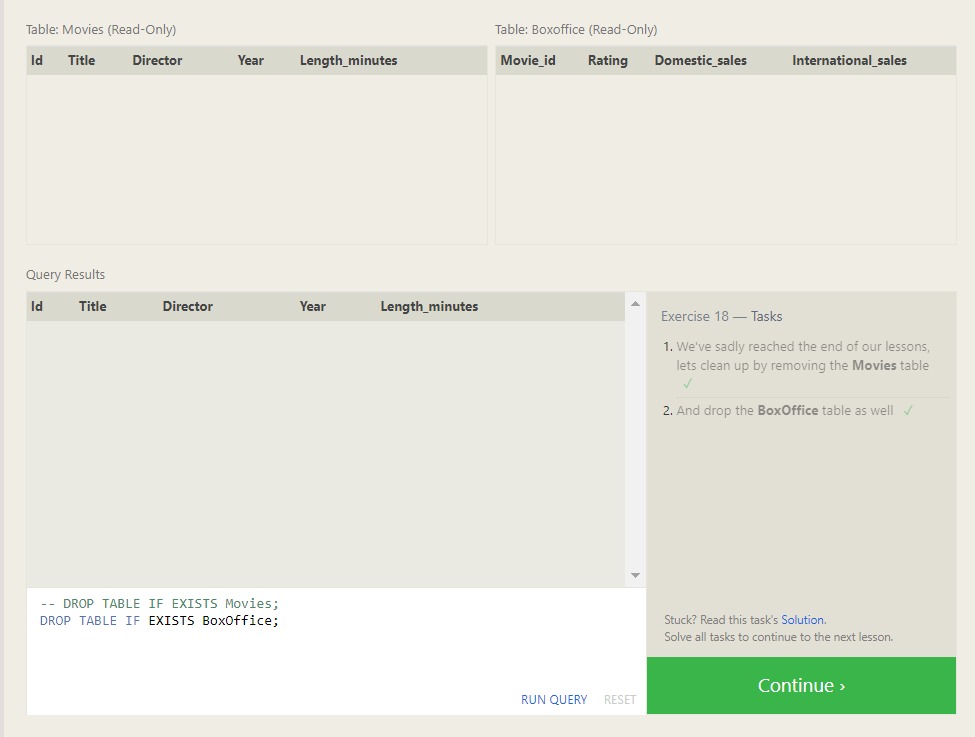 Table: Movies (Read-Only)
Id Title Director Year Length_minutes
Table: Boxoffice (Read-Only)
Movie_id Rating Domestic_sales International_sales
Query Results
Id Title Director Year Length_minutes
-- DROP TABLE IF EXISTS Movies;
DROP TABLE IF EXISTS BoxOffice;
RUN QUERY RESET
Exercise 18 — Tasks
1. We've sadly reached the end of our lessons,
lets clean up by removing the Movies table
✓
2. And drop the BoxOffice table as well ✓
Stuck? Read this task's Solution.
Solve all tasks to continue to the next lesson.
Continue ›